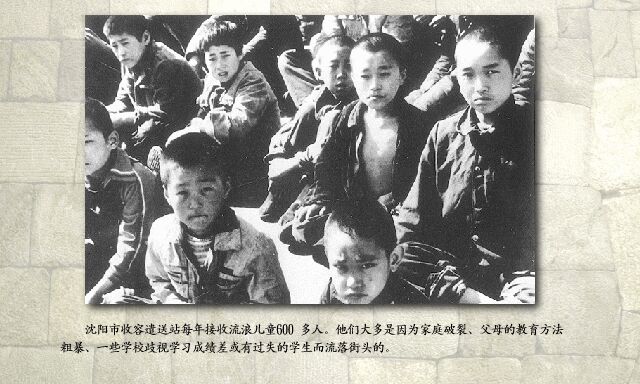 沈阳市收容遣送站每年接收流浪儿童600 多人。他们大多是因为家庭破裂、父母的教育方法
粗暴、一些学校歧视学习成绩差或有过失的学生而流落街头的。